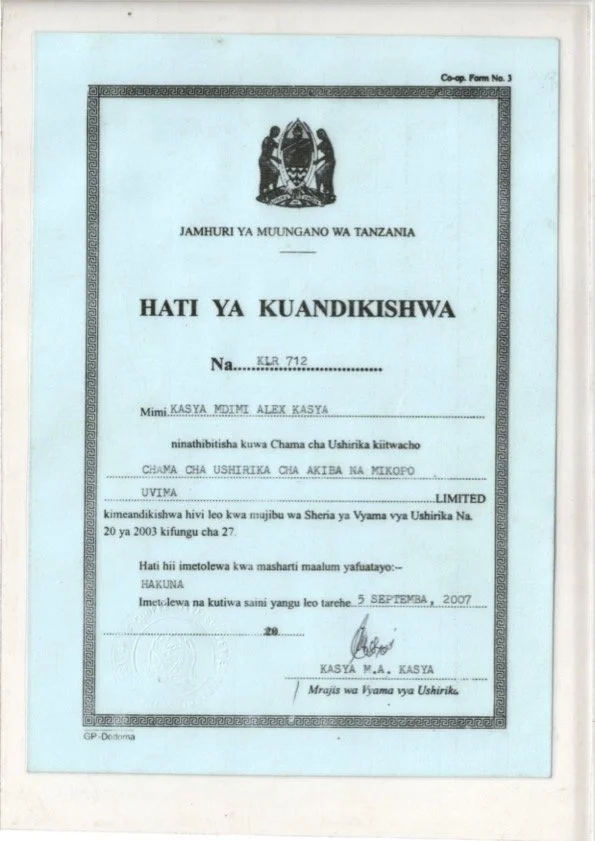 Co-op. Form No. 3
JAMHURI YA MUUNGANO WA TANZANIA
HATI YA KUANDIKISHWA
Na. KLR 712
Mimi KASYA MDIMI ALEX KASYA
ninathibitisha kuwa Chama cha Ushirika kiitwacho
CHAMA CHA USHIRIKA CHA AKIBA NA MIKOPO
UVIMA LIMITED
kimeandikishwa hivi leo kwa mujibu wa Sheria ya Vyama vya Ushirika Na.
20 ya 2003 kifungu cha 27.
Hati hii imetolewa kwa masharti maalum yafuatayo:--
HAKUNA
Imetolewa na kutiwa saini yangu leo tarehe 5 SEPTEMBA, 2007
20
KASYA M.A. KASYA
Mrajis wa Vyama vya Ushirika.
GP-Dodoma